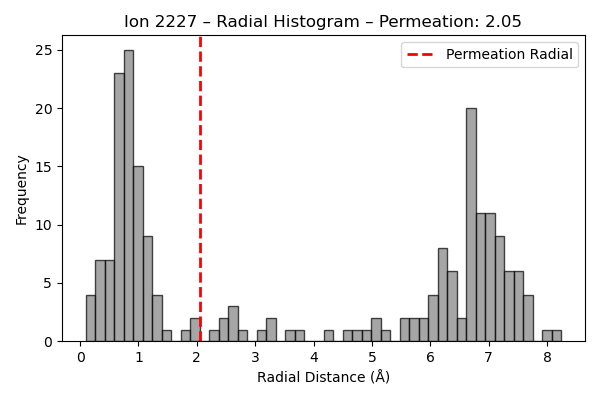 Ion 2227 – Radial Histogram – Permeation: 2.05
Permeation Radial
Frequency
25
20
15
10
5
0
0 1 2 3 4 5 6 7 8
Radial Distance (Å)